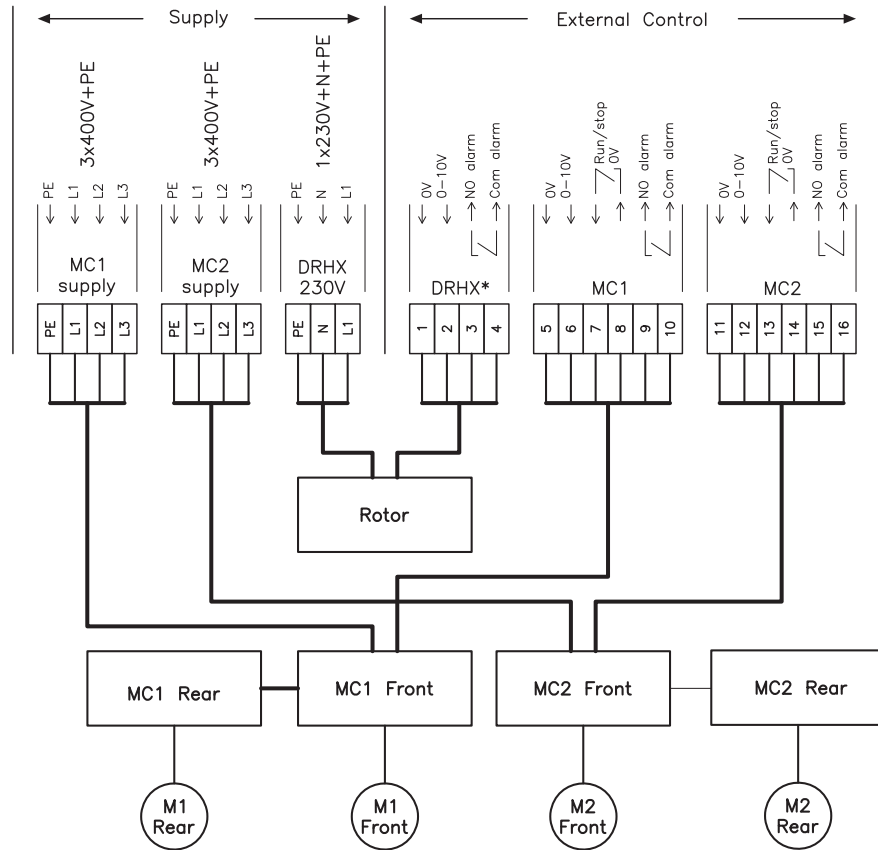 Supply
External Control
3x400V+PE
3x400V+PE
1x230V+N+PE
PE
L1
L2
L3
PE
L1
L2
L3
PE
N
L1
0V
0-10V
NO alarm
Com alarm
0V
0-10V
Run/stop
0V
NO alarm
Com alarm
0V
0-10V
Run/stop
0V
NO alarm
Com alarm
MC1
supply
MC2
supply
DRHX
230V
DRHX*
MC1
MC2
PE
L1
L2
L3
PE
L1
L2
L3
PE
N
L1
1
2
3
4
5
6
7
8
9
10
11
12
13
14
15
16
Rotor
MC1 Rear
MC1 Front
MC2 Front
MC2 Rear
M1
Rear
M1
Front
M2
Front
M2
Rear